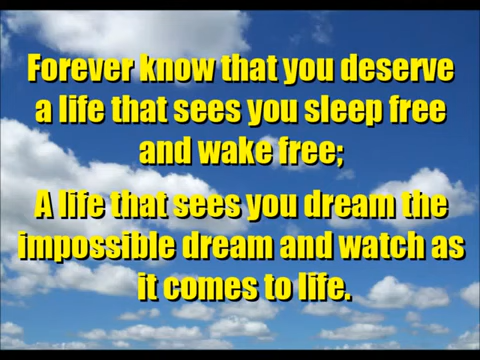 Forever know that you deserve
a life that sees you sleep free
and wake free;
A life that sees you dream the
impossible dream and watch as
it comes to life.